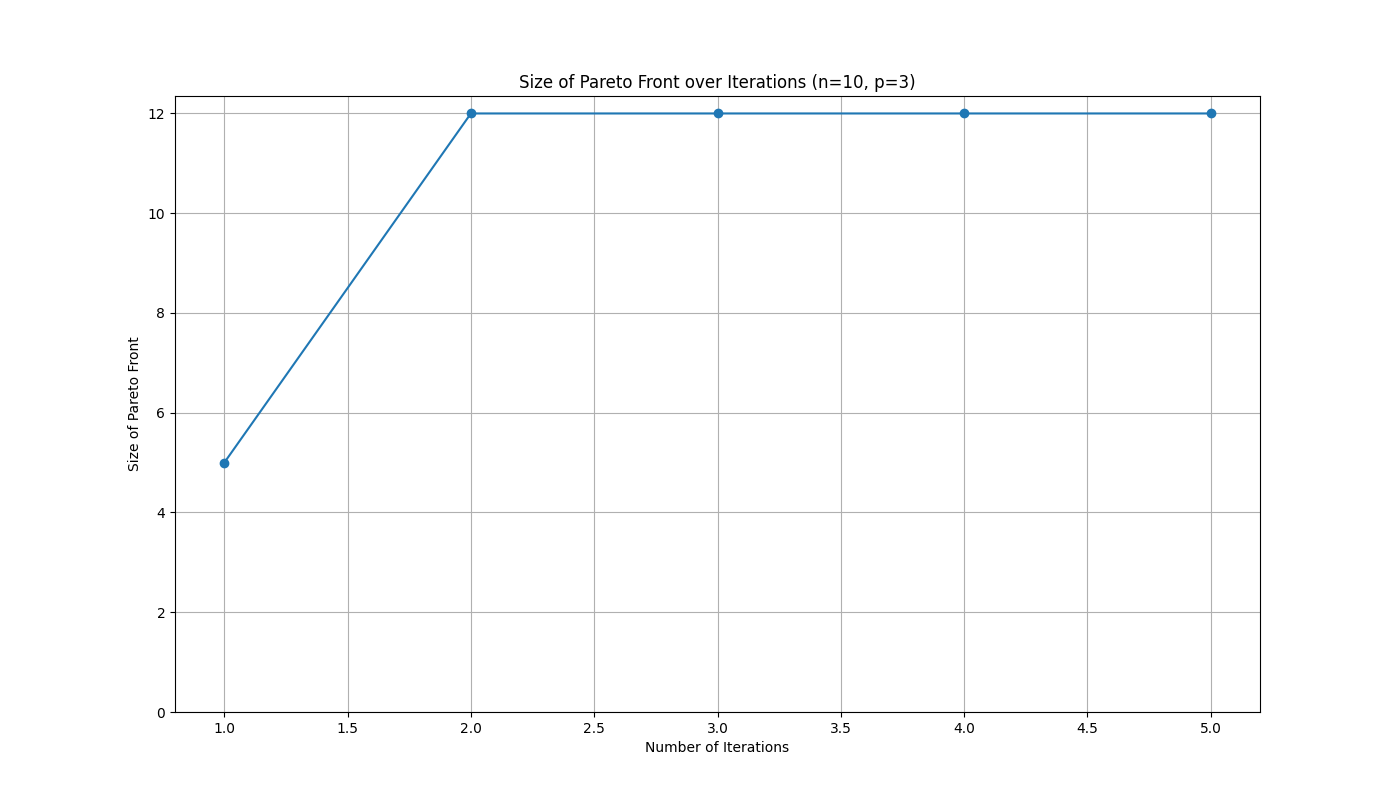 Size of Pareto Front over Iterations (n=10, p=3)
12
10
8
6
4
2
0
Size of Pareto Front
1.0 1.5 2.0 2.5 3.0 3.5 4.0 4.5 5.0
Number of Iterations